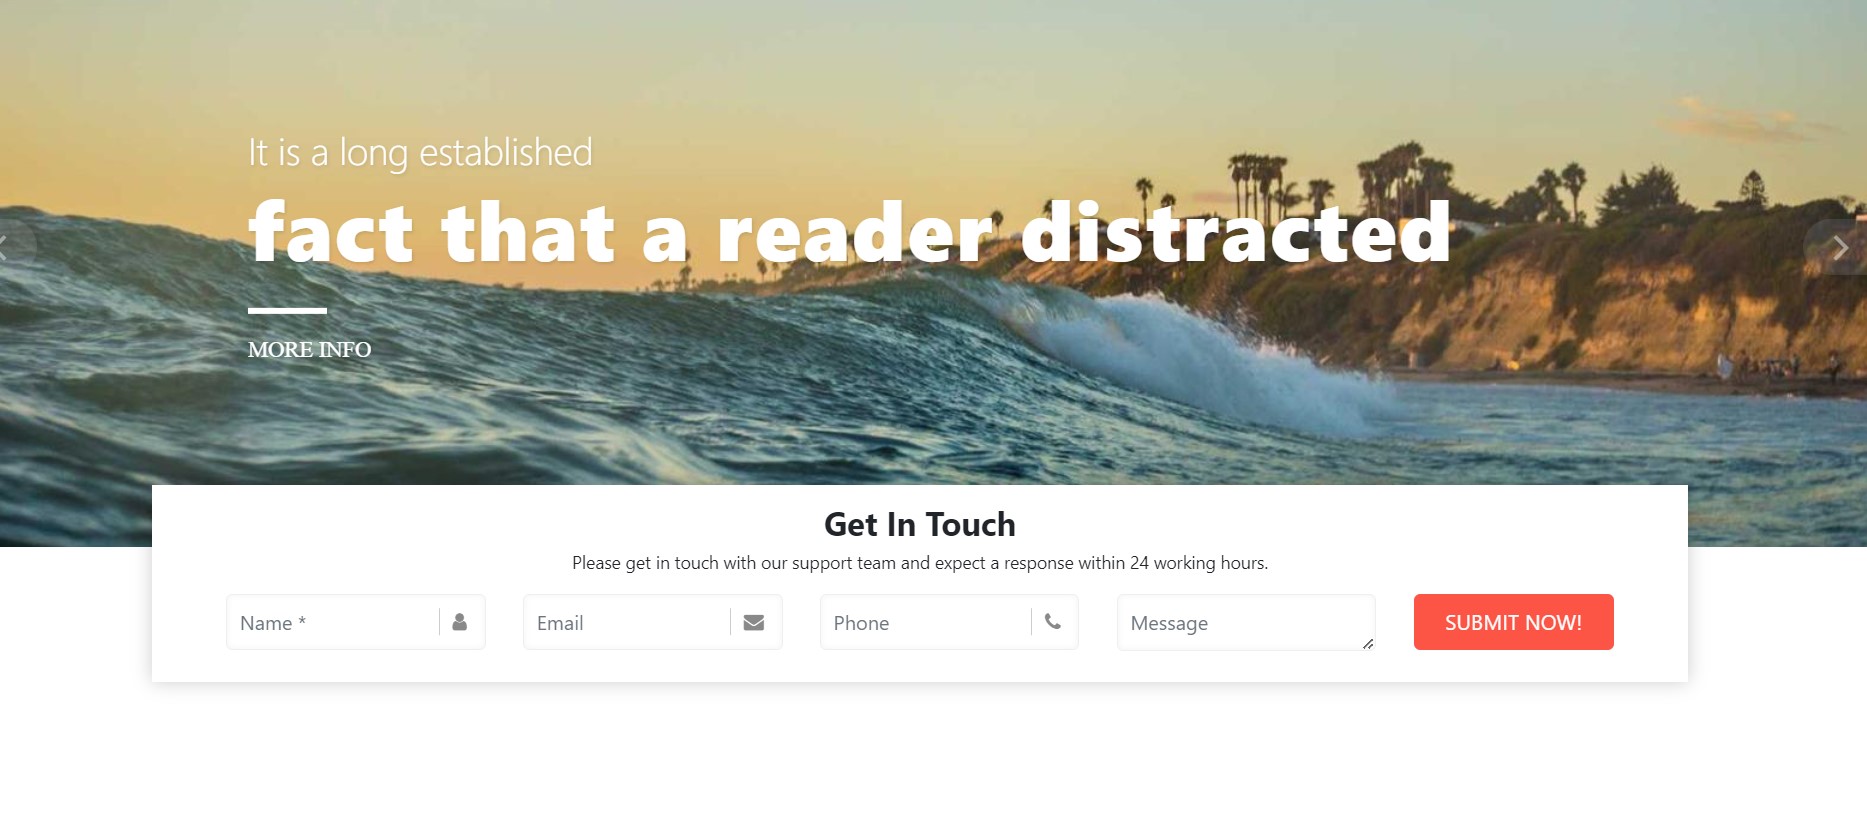 It is a long established
fact that a reader distracted
MORE INFO
Get In Touch
Please get in touch with our support team and expect a response within 24 working hours.
Name *
Email
Phone
Message
SUBMIT NOW!